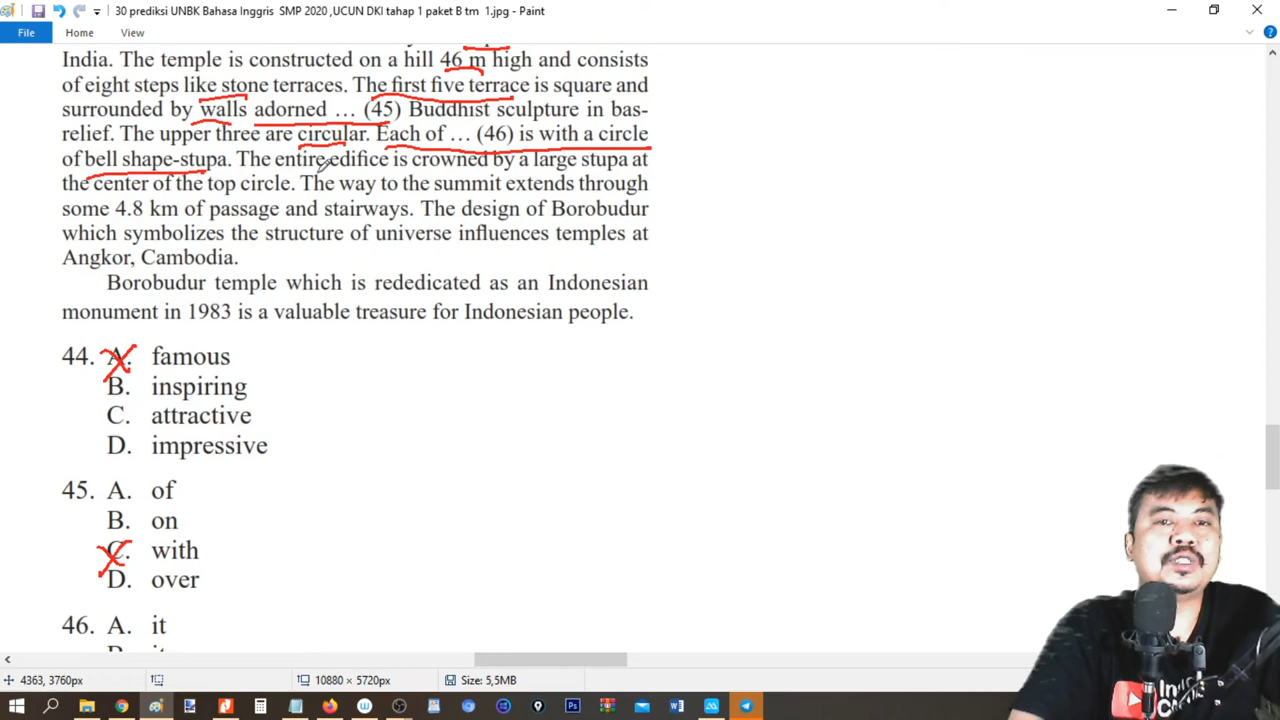 30 prediksi UNBK Bahasa Inggris SMP 2020 ,UCUN DKI tahap 1 paket B tm 1.jpg - Paint
File Home View
India. The temple is constructed on a hill 46 m high and consists
of eight steps like stone terraces. The first five terrace is square and
surrounded by walls adorned … (45) Buddhist sculpture in bas-
relief. The upper three are circular. Each of … (46) is with a circle
of bell shape-stupa. The entire edifice is crowned by a large stupa at
the center of the top circle. The way to the summit extends through
some 4.8 km of passage and stairways. The design of Borobudur
which symbolizes the structure of universe influences temples at
Angkor, Cambodia.
Borobudur temple which is rededicated as an Indonesian
monument in 1983 is a valuable treasure for Indonesian people.
44. A. famous
B. inspiring
C. attractive
D. impressive
45. A. of
B. on
C. with
D. over
46. A. it
4363, 3760px 10880 × 5720px Size: 5,5MB